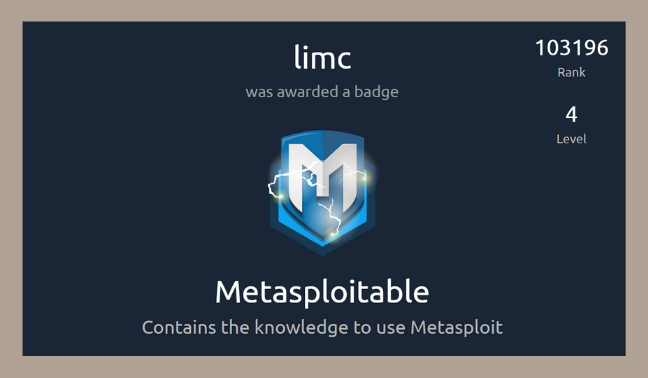 limc
was awarded a badge
103196
Rank
4
Level
M
Metasploitable
Contains the knowledge to use Metasploit